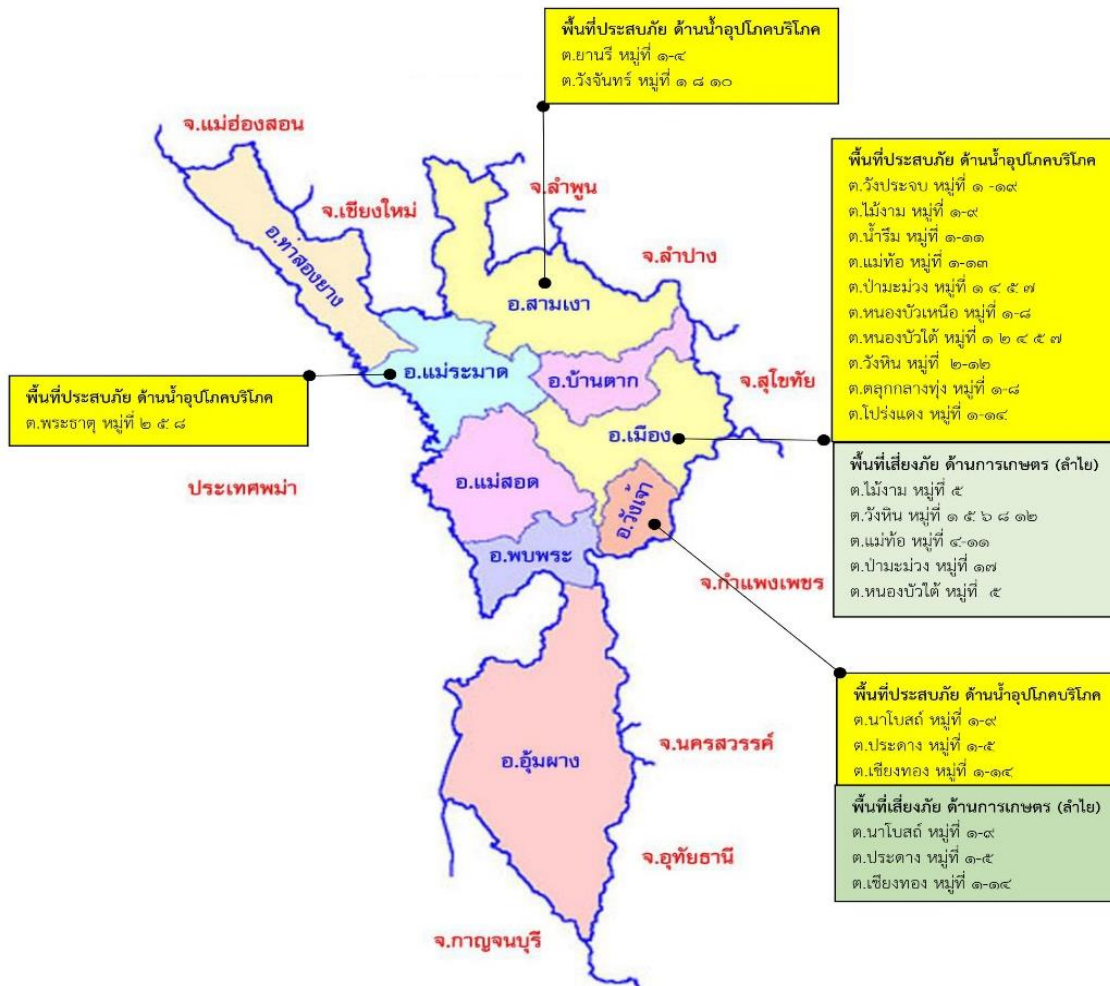 พื้นที่ประสบภัย ด้านน้ำอุปโภคบริโภค
ต.ยานรี หมู่ที่ ๑-๔
ต.วังจันทร์ หมู่ที่ ๑ ๘ ๑๐
จ.แม่ฮ่องสอน
จ.เชียงใหม่
จ.ลำพูน
จ.ลำปาง
จ.สุโขทัย
อ.ท่าสองยาง
อ.สามเงา
อ.แม่ระมาด
อ.บ้านตาก
อ.เมือง
อ.แม่สอด
อ.วังเจ้า
อ.พบพระ
อ.อุ้มผาง
ประเทศพม่า
จ.กำแพงเพชร
จ.นครสวรรค์
จ.อุทัยธานี
จ.กาญจนบุรี
พื้นที่ประสบภัย ด้านน้ำอุปโภคบริโภค
ต.พระธาตุ หมู่ที่ ๒ ๕ ๘
พื้นที่ประสบภัย ด้านน้ำอุปโภคบริโภค
ต.วังประจบ หมู่ที่ ๑ -๑๙
ต.ไม้งาม หมู่ที่ ๑-๙
ต.น้ำรึม หมู่ที่ ๑-๑๑
ต.แม่ท้อ หมู่ที่ ๑-๑๓
ต.ป่ามะม่วง หมู่ที่ ๑ ๔ ๕ ๗
ต.หนองบัวเหนือ หมู่ที่ ๑-๘
ต.หนองบัวใต้ หมู่ที่ ๑ ๒ ๔ ๕ ๗
ต.วังหิน หมู่ที่ ๒-๑๒
ต.ตลุกกลางทุ่ง หมู่ที่ ๑-๘
ต.โป่งแดง หมู่ที่ ๑-๑๔
พื้นที่เสี่ยงภัย ด้านการเกษตร (ลำไย)
ต.ไม้งาม หมู่ที่ ๕
ต.วังหิน หมู่ที่ ๑ ๕ ๖ ๘ ๑๒
ต.แม่ท้อ หมู่ที่ ๔-๑๑
ต.ป่ามะม่วง หมู่ที่ ๑๗
ต.หนองบัวใต้ หมู่ที่ ๕
พื้นที่ประสบภัย ด้านน้ำอุปโภคบริโภค
ต.นาโบสถ์ หมู่ที่ ๑-๙
ต.ประดาง หมู่ที่ ๑-๕
ต.เชียงทอง หมู่ที่ ๑-๑๔
พื้นที่เสี่ยงภัย ด้านการเกษตร (ลำไย)
ต.นาโบสถ์ หมู่ที่ ๑-๙
ต.ประดาง หมู่ที่ ๑-๕
ต.เชียงทอง หมู่ที่ ๑-๑๔